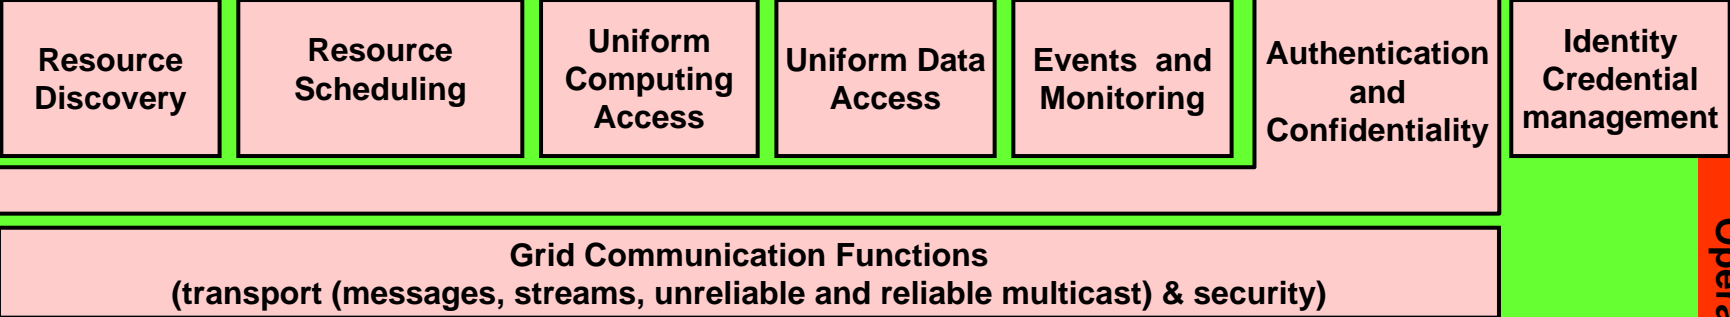 Resource
Discovery
Resource
Scheduling
Uniform
Computing
Access
Uniform Data
Access
Events and
Monitoring
Authentication
and
Confidentiality
Identity
Credential
management
Grid Communication Functions
(transport (messages, streams, unreliable and reliable multicast) & security)